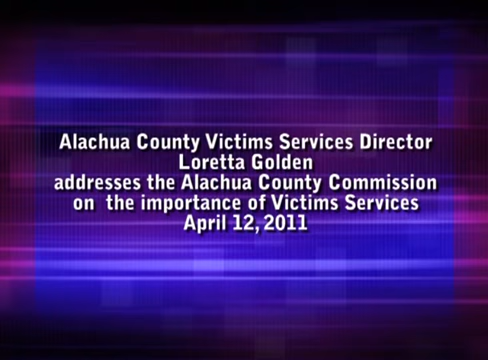 Alachua County Victims Services Director
Loretta Golden
addresses the Alachua County Commission
on the importance of Victims Services
April 12, 2011